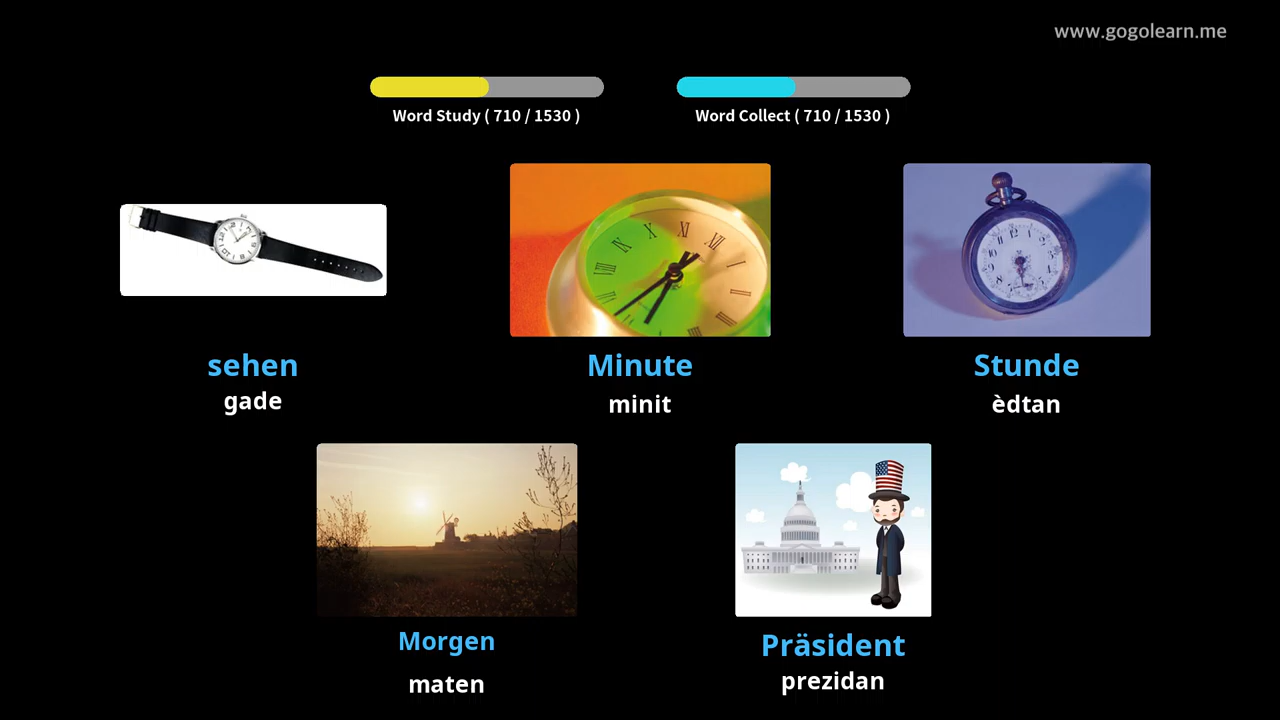 www.gogolearn.me
Word Study ( 710 / 1530 )
Word Collect ( 710 / 1530 )
sehen
gade
Minute
minit
Stunde
èdtan
Morgen
maten
Präsident
prezidan